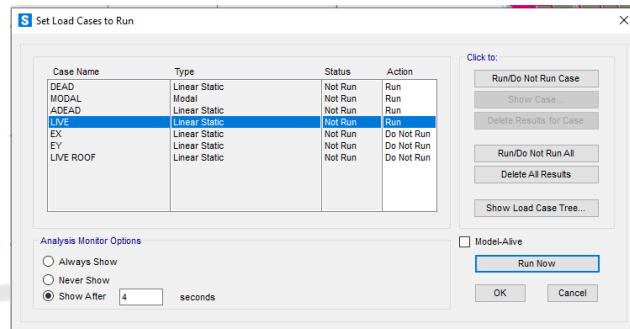 S Set Load Cases to Run
Click to:
Case Name Type Status Action
DEAD Linear Static Not Run Run
MODAL Modal Not Run Run
ADEAD Linear Static Not Run Run
LIVE Linear Static Not Run Run
EX Linear Static Not Run Do Not Run
EY Linear Static Not Run Do Not Run
LIVE ROOF Linear Static Not Run Do Not Run
Run/Do Not Run Case
Show Case...
Delete Results for Case
Run/Do Not Run All
Delete All Results
Show Load Case Tree...
Analysis Monitor Options
Always Show
Never Show
Show After 4 seconds
Model-Alive
Run Now
OK Cancel